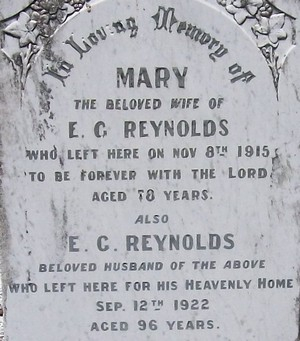 In Loving Memory of
MARY
THE BELOVED WIFE OF
E. G. REYNOLDS
WHO LEFT HERE ON NOV 8TH 1915,
TO BE FOREVER WITH THE LORD.
AGED 78 YEARS.
ALSO
E. G. REYNOLDS
BELOVED HUSBAND OF THE ABOVE
WHO LEFT HERE FOR HIS HEAVENLY HOME
SEP. 12TH 1922
AGED 96 YEARS.